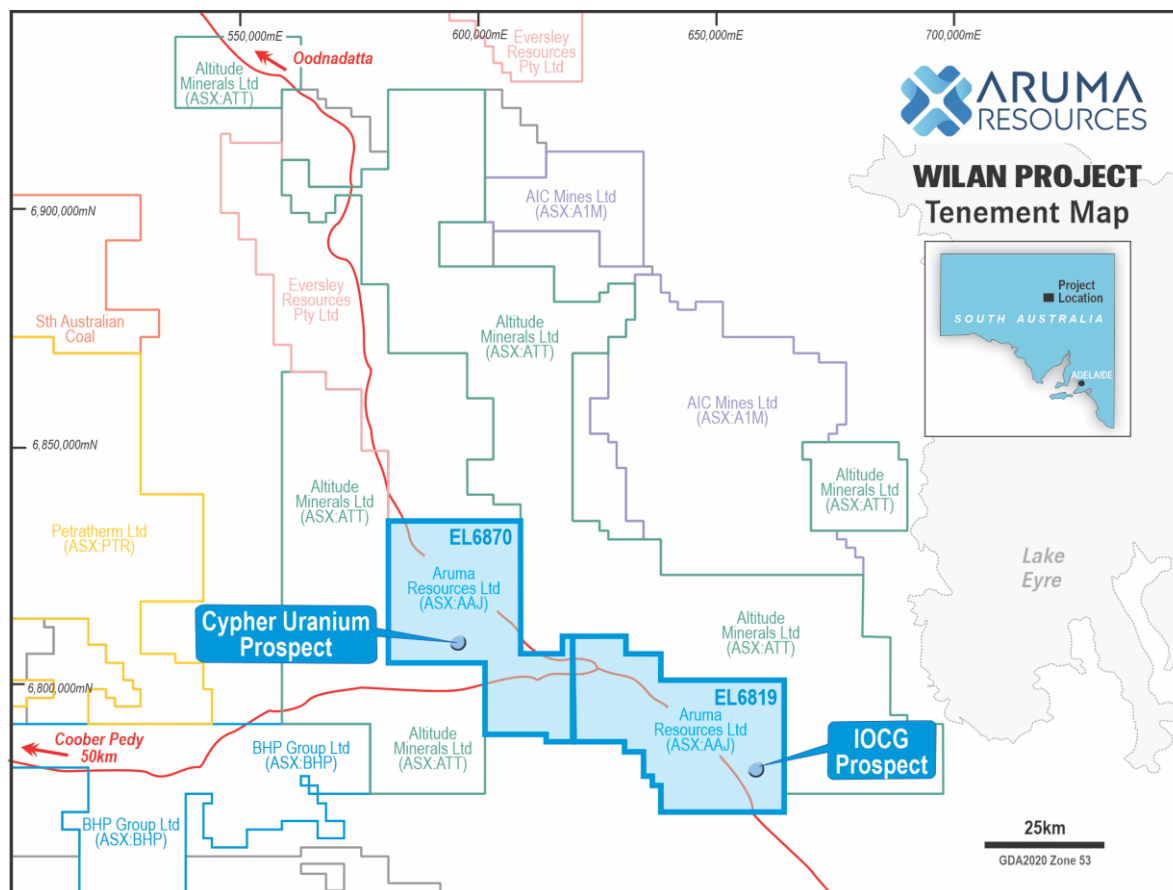 550,000mE
600,000mE
650,000mE
700,000mE
Oodnadatta
Altitude
Minerals Ltd
(ASX:ATT)
Eversley
Resources
Pty Ltd
ARUMA
RESOURCES
WILAN PROJECT
Tenement Map
AIC Mines Ltd
(ASX:A1M)
6,900,000mN
Project
Location
SOUTH AUSTRALIA
ADELAIDE
Eversley
Resources
Pty Ltd
Sth Australian
Coal
Altitude
Minerals Ltd
(ASX:ATT)
AIC Mines Ltd
(ASX:A1M)
6,850,000mN
Altitude
Minerals Ltd
(ASX:ATT)
Altitude
Minerals Ltd
(ASX:ATT)
Petratherm Ltd
(ASX:PTR)
EL6870
Aruma
Resources Ltd
(ASX:AAJ)
Lake
Eyre
Cypher Uranium
Prospect
Altitude
Minerals Ltd
(ASX:ATT)
6,800,000mN
EL6819
Aruma
Resources Ltd
(ASX:AAJ)
Coober Pedy
50km
BHP Group Ltd
(ASX:BHP)
Altitude
Minerals Ltd
(ASX:ATT)
IOCG
Prospect
BHP Group Ltd
(ASX:BHP)
25km
GDA2020 Zone 53